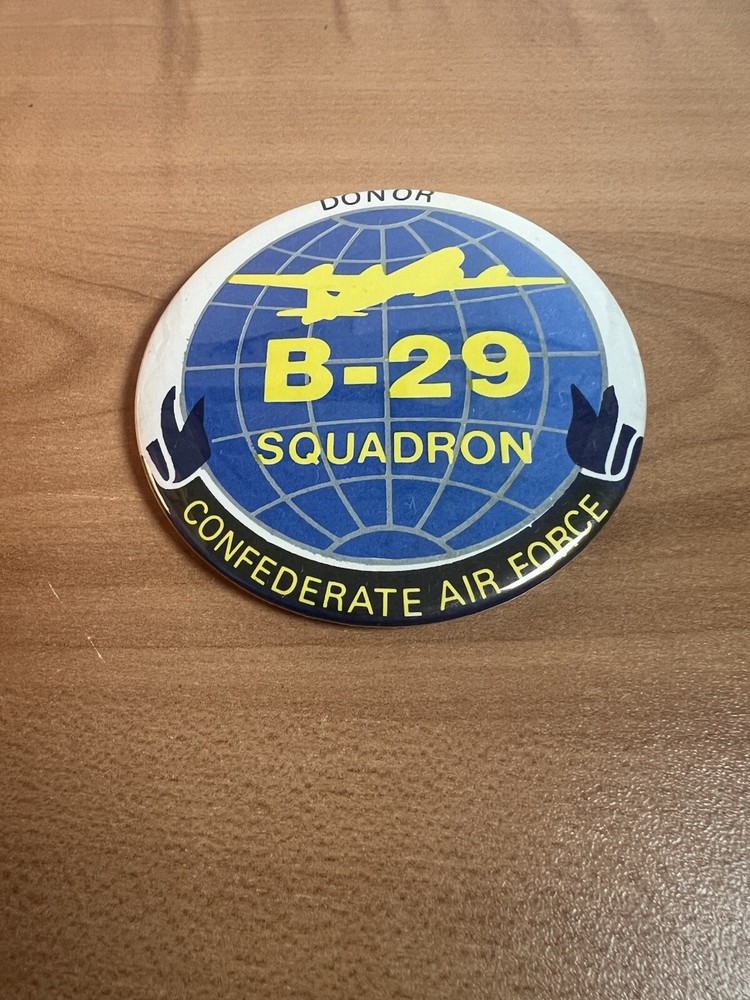 DONOR
B-29
SQUADRON
CONFEDERATE AIR FORCE